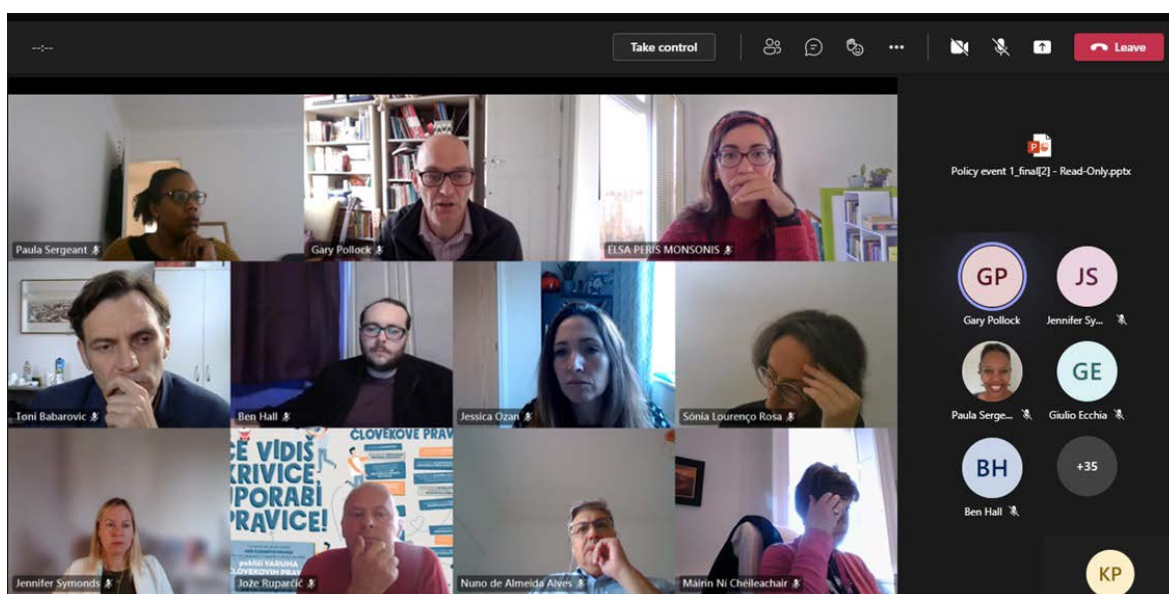 --:--
Take control
Leave
Policy event 1_final[2] - Read-Only.pptx
Paula Sergeant
Gary Pollock
ELSA PERIS MONSONIS
GP
JS
Gary Pollock
Jennifer Sy...
Toni Babarovic
Ben Hall
Jessica Ozan
Sónia Lourenço Rosa
GE
Paula Serge...
Giulio Ecchia
BH
+35
Ben Hall
ČLOVEKOVE PRAV
VIDIŠ
KRIVICE
UPORABI
PRAVICE!
Jennifer Symonds
Jože Ruparčič
Nuno de Almeida Alves
Máirín Ní Chéileachair
KP